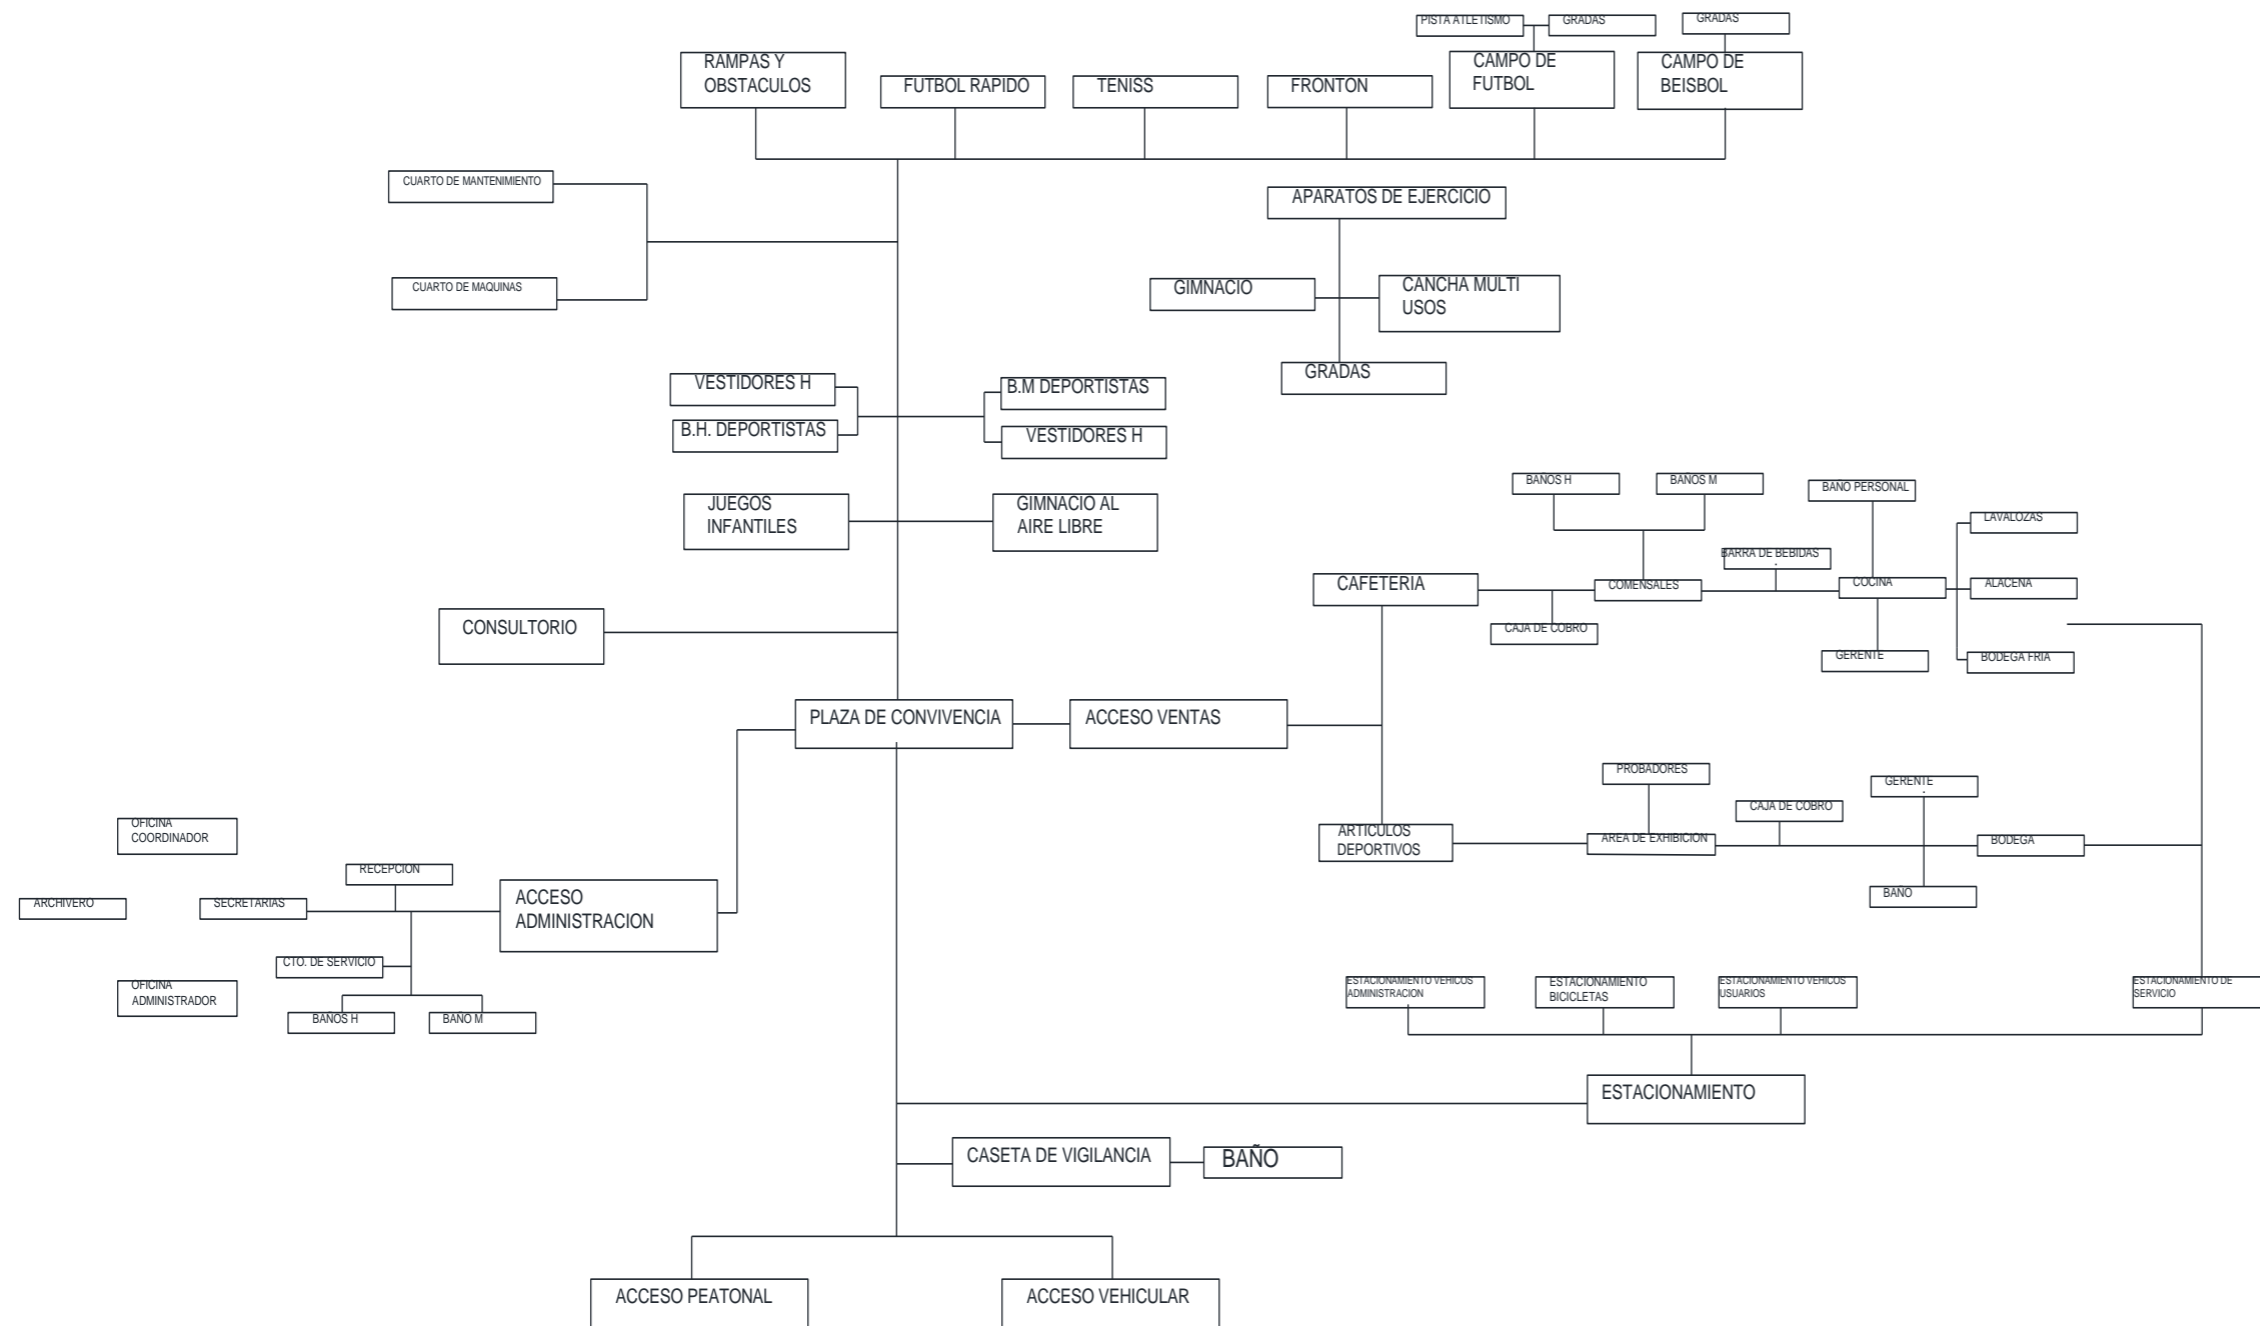 PISTA ATLETISMO
GRADAS
GRADAS
RAMPAS Y
OBSTACULOS
FUTBOL RAPIDO
TENISS
FRONTON
CAMPO DE
FUTBOL
CAMPO DE
BEISBOL
CUARTO DE MANTENIMIENTO
APARATOS DE EJERCICIO
CUARTO DE MAQUINAS
GIMNACIO
CANCHA MULTI
USOS
GRADAS
VESTIDORES H
B.M DEPORTISTAS
B.H. DEPORTISTAS
VESTIDORES H
JUEGOS
INFANTILES
GIMNACIO AL
AIRE LIBRE
BAÑOS H
BAÑOS M
BAÑO PERSONAL
LAVALOZAS
BARRA DE BEBIDAS
CAFETERIA
COMENSALES
COCINA
ALACENA
CAJA DE COBRO
GERENTE
BODEGA FRIA
CONSULTORIO
PLAZA DE CONVIVENCIA
ACCESO VENTAS
PROBADORES
GERENTE
CAJA DE COBRO
ARTICULOS
DEPORTIVOS
AREA DE EXHIBICION
BODEGA
BAÑO
OFICINA
COORDINADOR
RECEPCION
ARCHIVERO
SECRETARIAS
ACCESO
ADMINISTRACION
CTO. DE SERVICIO
OFICINA
ADMINISTRADOR
BAÑOS H
BAÑO M
ESTACIONAMIENTO VEHICOS
ADMINISTRACION
ESTACIONAMIENTO
BICICLETAS
ESTACIONAMIENTO VEHICOS
USUARIOS
ESTACIONAMIENTO DE
SERVICIO
ESTACIONAMIENTO
CASETA DE VIGILANCIA
BAÑO
ACCESO PEATONAL
ACCESO VEHICULAR